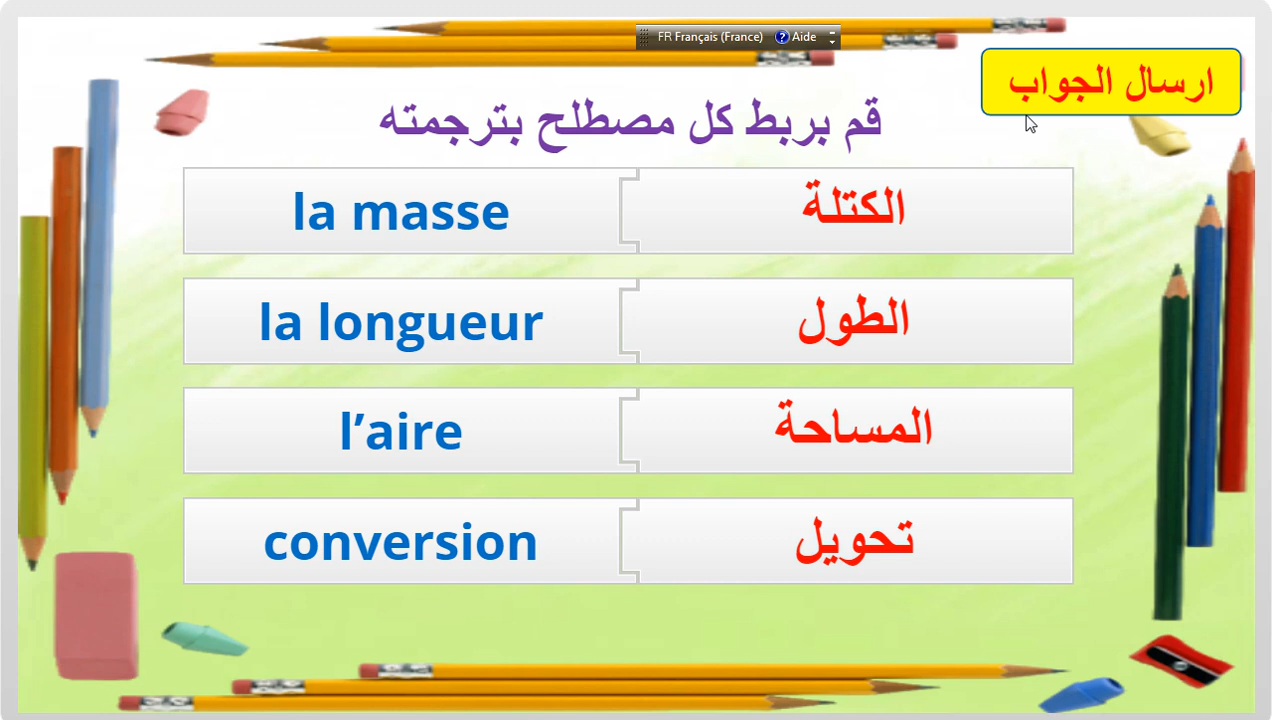 FR Français (France) Aide
ارسال الجواب
قم بربط كل مصطلح بترجمته
la masse الكتلة
la longueur الطول
l’aire المساحة
conversion تحويل